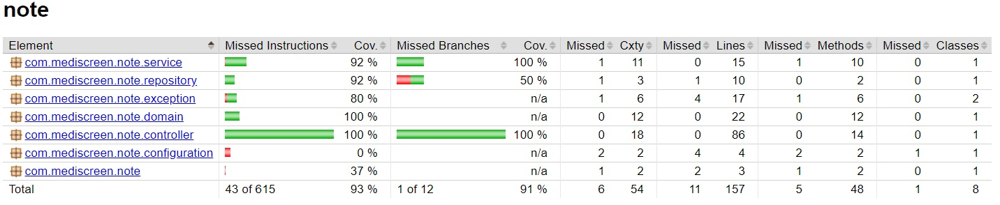 note
Element Missed Instructions Cov. Missed Branches Cov. Missed Cxty Missed Lines Missed Methods Missed Classes
com.mediscreen.note.service 92 % 100 % 1 11 0 15 1 10 0 1
com.mediscreen.note.repository 92 % 50 % 1 3 1 10 0 2 0 1
com.mediscreen.note.exception 80 % n/a 1 6 4 17 1 6 0 2
com.mediscreen.note.domain 100 % n/a 0 12 0 22 0 12 0 1
com.mediscreen.note.controller 100 % 100 % 0 18 0 86 0 14 0 1
com.mediscreen.note.configuration 0 % n/a 2 2 4 4 2 2 1 1
com.mediscreen.note 37 % n/a 1 2 2 3 1 2 0 1
Total 43 of 615 93 % 1 of 12 91 % 6 54 11 157 5 48 1 8